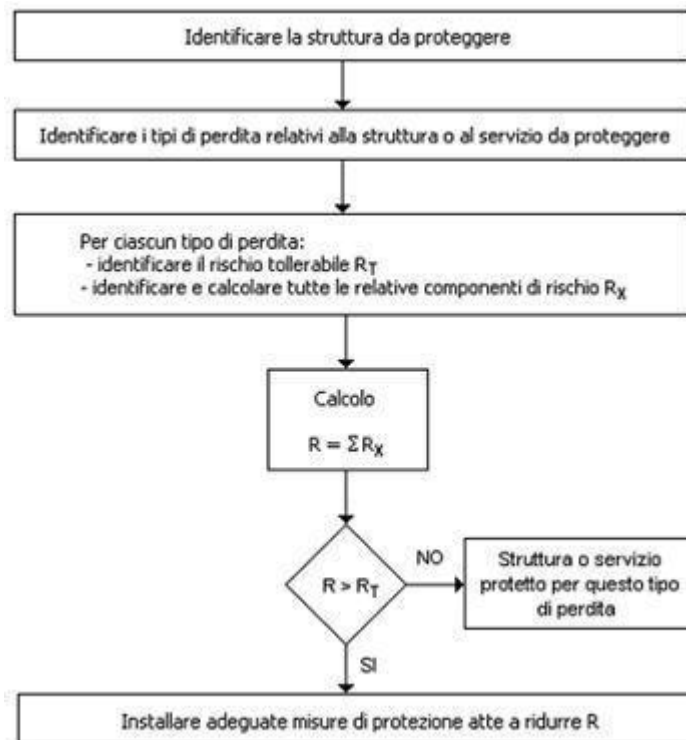 Identificare la struttura da proteggere
Identificare i tipi di perdita relativi alla struttura o al servizio da proteggere
Per ciascun tipo di perdita:
- identificare il rischio tollerabile RT
- identificare e calcolare tutte le relative componenti di rischio RX
Calcolo
R = ΣRX
R > RT
NO
Struttura o servizio
protetto per questo tipo
di perdita
SI
Installare adeguate misure di protezione atte a ridurre R